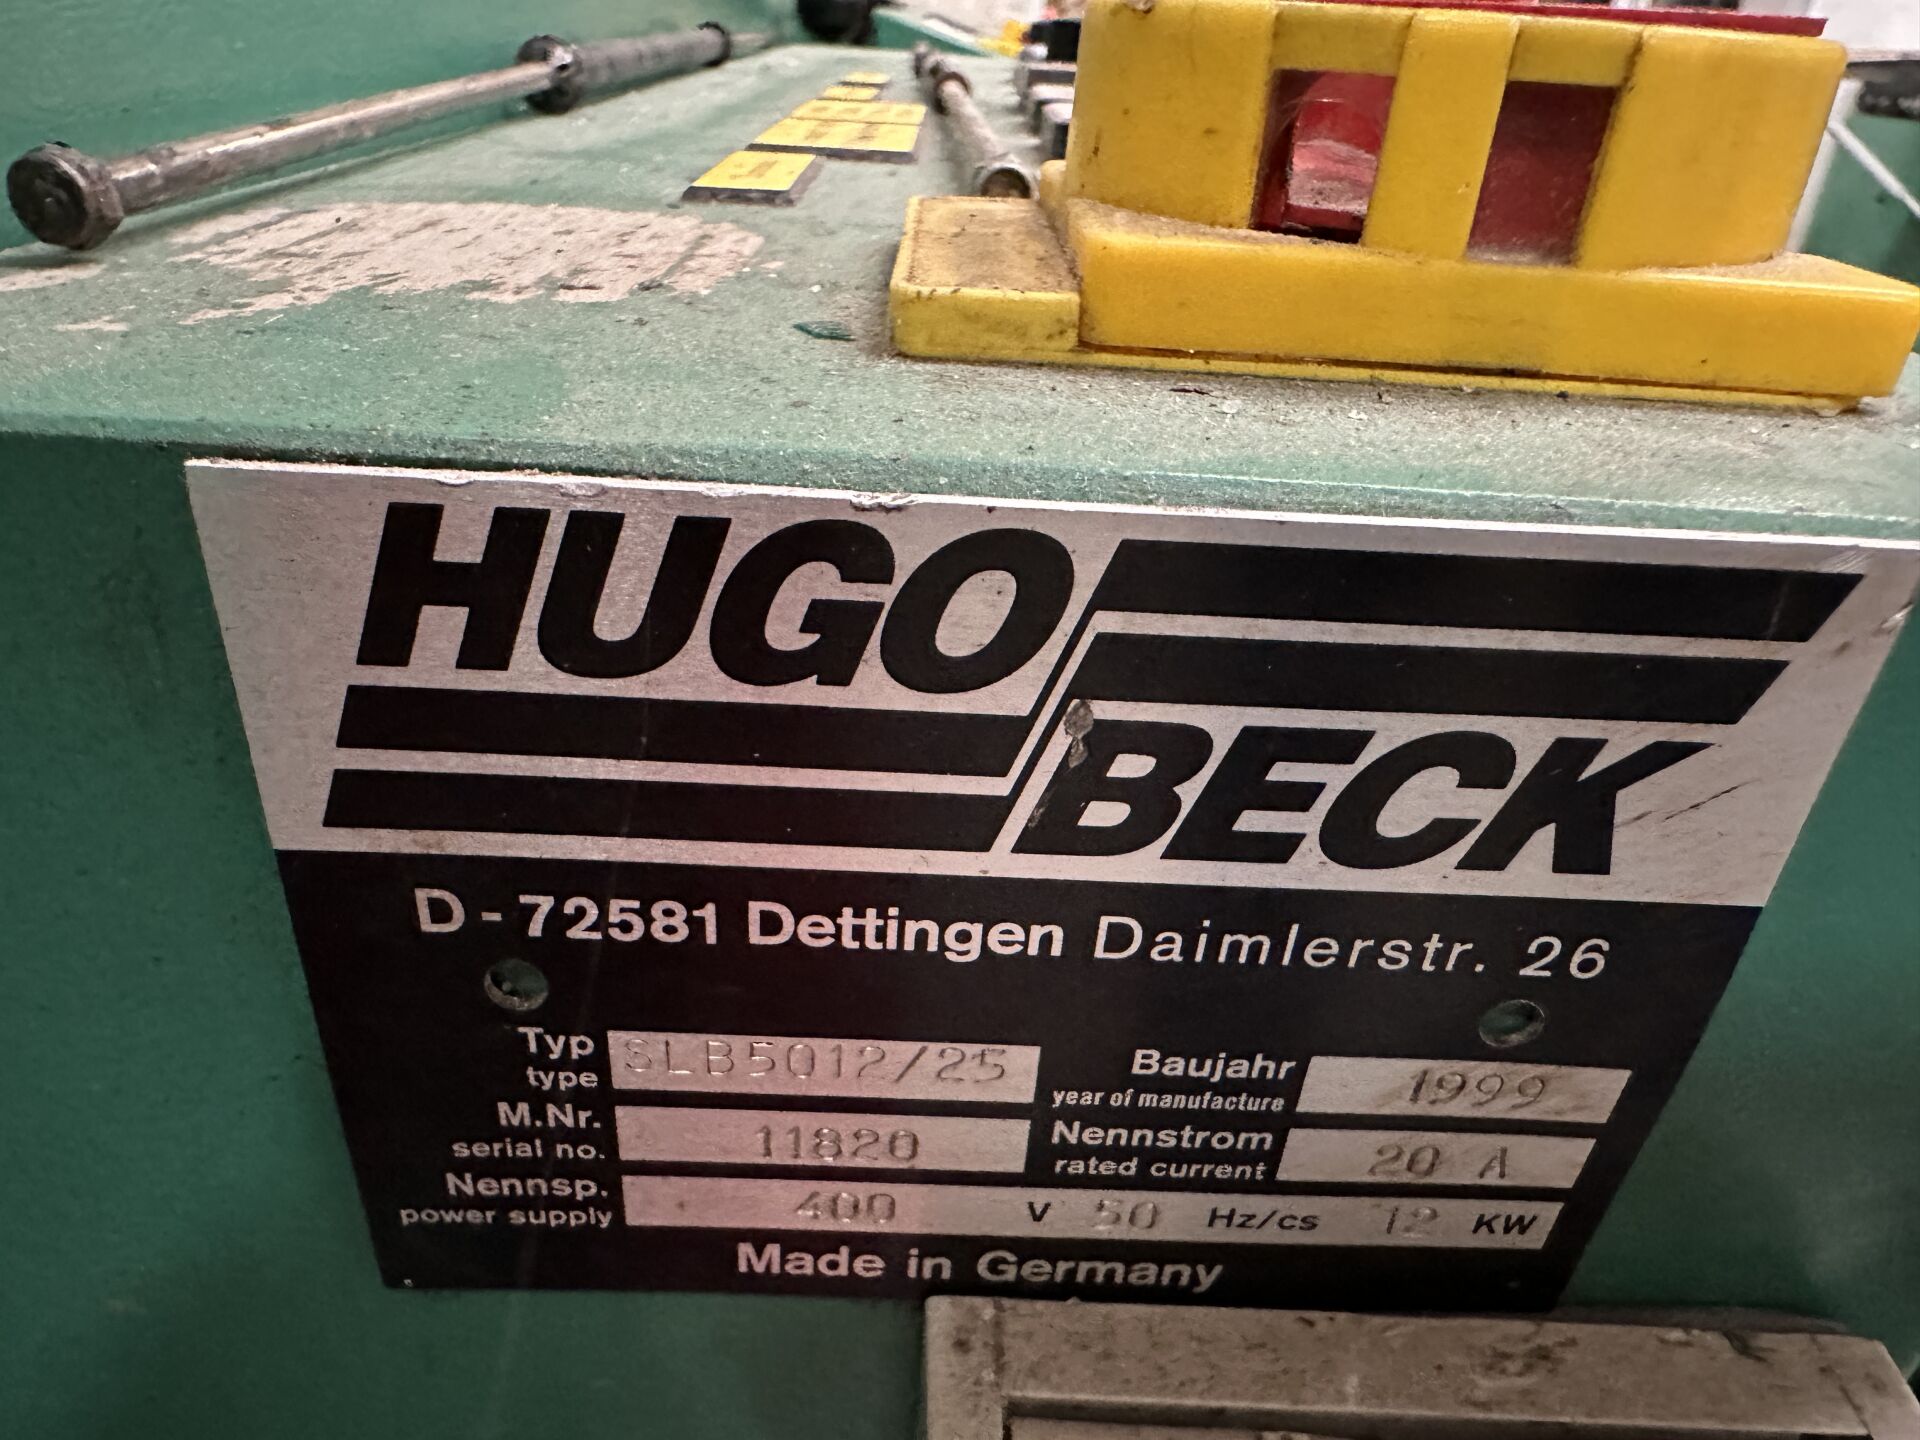 HUGO
BECK
D-72581 Dettingen Daimlerstr. 26
Typ
type
SLB5012/25
Baujahr
year of manufacture
1999
M.Nr.
serial no.
11820
Nennstrom
rated current
20 A
Nennsp.
power supply
400 V 50 Hz/cs 12 KW
Made in Germany